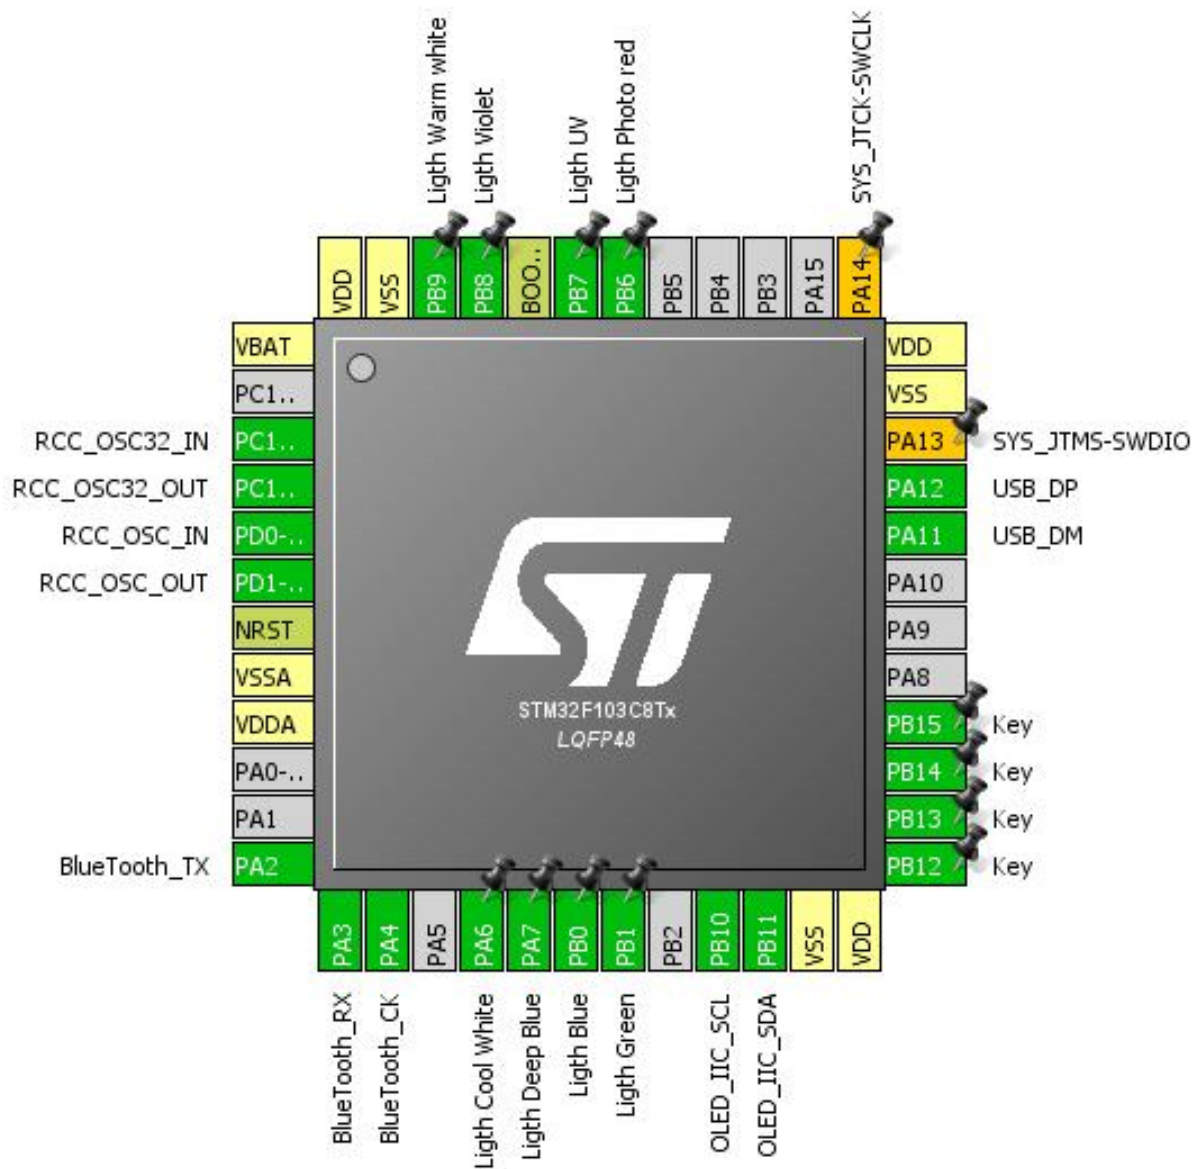 Ligth Warm white
Ligth Violet
Ligth UV
Ligth Photo red
SYS_JTCK-SWCLK
VDD
VSS
PB9
PB8
BOO..
PB7
PB6
PB5
PB4
PB3
PA15
PA14
VBAT
PC1..
RCC_OSC32_IN PC1..
RCC_OSC32_OUT PC1..
RCC_OSC_IN PD0-..
RCC_OSC_OUT PD1-..
NRST
VSSA
VDDA
PA0-..
PA1
BlueTooth_TX PA2
STM32F103C8Tx
LQFP48
VDD
VSS
PA13 SYS_JTMS-SWDIO
PA12 USB_DP
PA11 USB_DM
PA10
PA9
PA8
PB15 Key
PB14 Key
PB13 Key
PB12 Key
PA3
PA4
PA5
PA6
PA7
PB0
PB1
PB2
PB10
PB11
VSS
VDD
BlueTooth_RX
BlueTooth_CK
Ligth Cool White
Ligth Deep Blue
Ligth Blue
Ligth Green
OLED_IIC_SCL
OLED_IIC_SDA